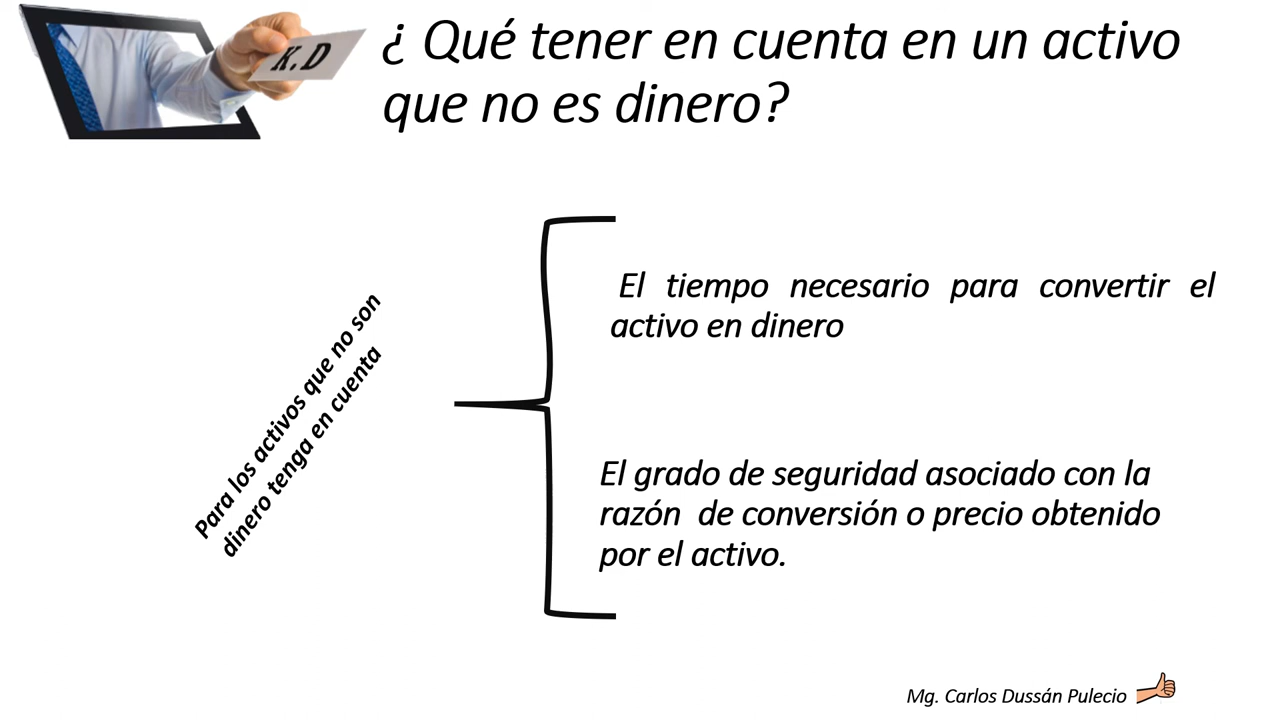 K.D
¿ Qué tener en cuenta en un activo
que no es dinero?
Para los activos que no son
dinero tenga en cuenta
El tiempo necesario para convertir el
activo en dinero
El grado de seguridad asociado con la
razón de conversión o precio obtenido
por el activo.
Mg. Carlos Dussán Pulecio